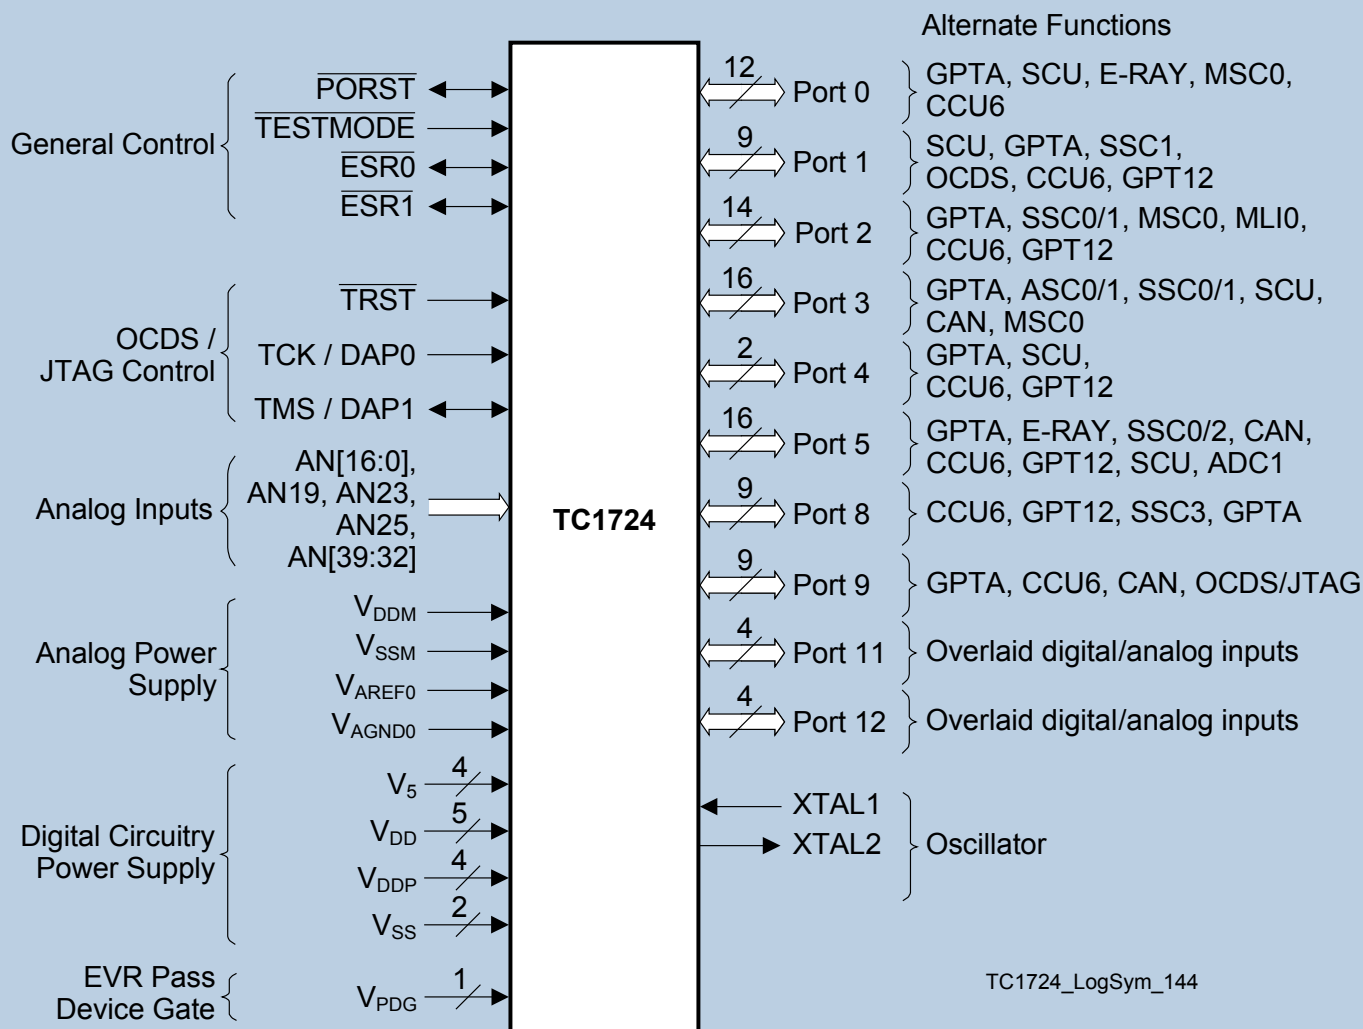 Alternate Functions
General Control
PORST
TESTMODE
ESR0
ESR1
OCDS /
JTAG Control
TRST
TCK / DAP0
TMS / DAP1
Analog Inputs
AN[16:0],
AN19, AN23,
AN25,
AN[39:32]
Analog Power
Supply
VDDM
VSSM
VAREF0
VAGND0
Digital Circuitry
Power Supply
V5
4
VDD
5
VDDP
4
VSS
2
EVR Pass
Device Gate
VPDG
1
TC1724
12
Port 0
GPTA, SCU, E-RAY, MSC0,
CCU6
9
Port 1
SCU, GPTA, SSC1,
OCDS, CCU6, GPT12
14
Port 2
GPTA, SSC0/1, MSC0, MLI0,
CCU6, GPT12
16
Port 3
GPTA, ASC0/1, SSC0/1, SCU,
CAN, MSC0
2
Port 4
GPTA, SCU,
CCU6, GPT12
16
Port 5
GPTA, E-RAY, SSC0/2, CAN,
CCU6, GPT12, SCU, ADC1
9
Port 8
CCU6, GPT12, SSC3, GPTA
9
Port 9
GPTA, CCU6, CAN, OCDS/JTAG
4
Port 11
Overlaid digital/analog inputs
4
Port 12
Overlaid digital/analog inputs
XTAL1
XTAL2
Oscillator
TC1724_LogSym_144